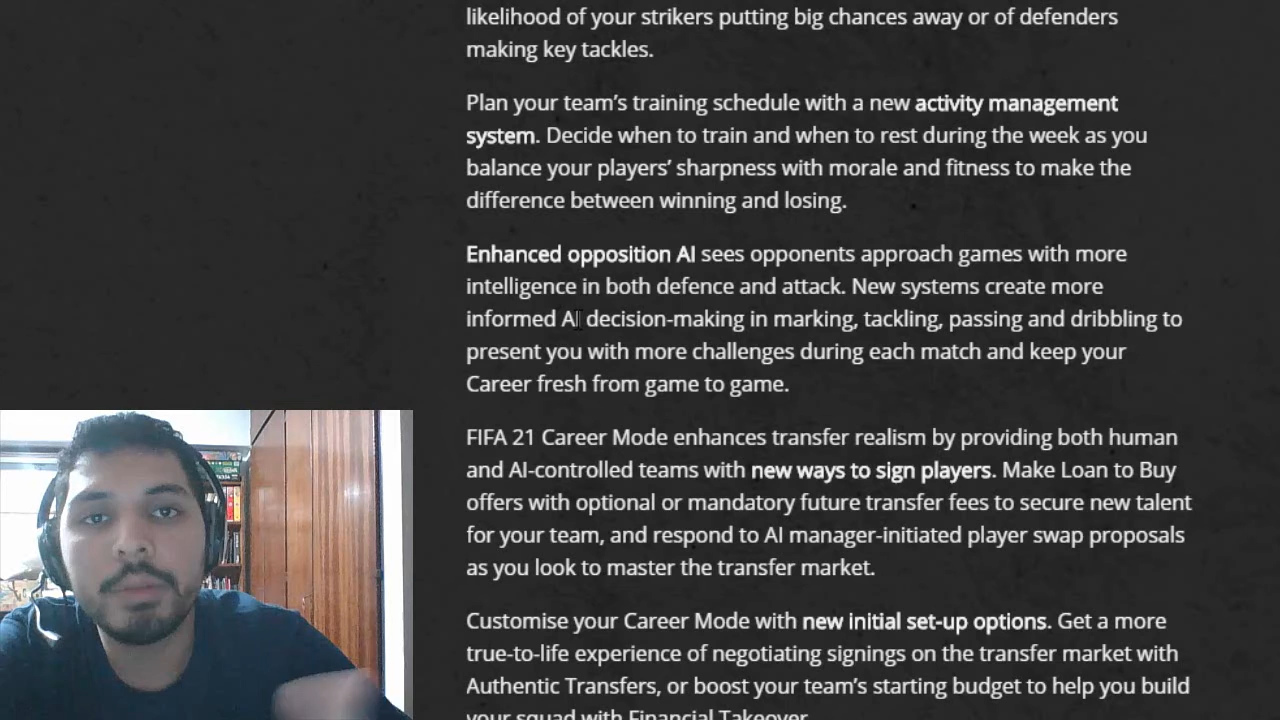 likelihood of your strikers putting big chances away or of defenders
making key tackles.
Plan your team’s training schedule with a new activity management
system. Decide when to train and when to rest during the week as you
balance your players’ sharpness with morale and fitness to make the
difference between winning and losing.
Enhanced opposition AI sees opponents approach games with more
intelligence in both defence and attack. New systems create more
informed AI decision-making in marking, tackling, passing and dribbling to
present you with more challenges during each match and keep your
Career fresh from game to game.
FIFA 21 Career Mode enhances transfer realism by providing both human
and AI-controlled teams with new ways to sign players. Make Loan to Buy
offers with optional or mandatory future transfer fees to secure new talent
for your team, and respond to AI manager-initiated player swap proposals
as you look to master the transfer market.
Customise your Career Mode with new initial set-up options. Get a more
true-to-life experience of negotiating signings on the transfer market with
Authentic Transfers, or boost your team’s starting budget to help you build
your squad with Financial Takeover.